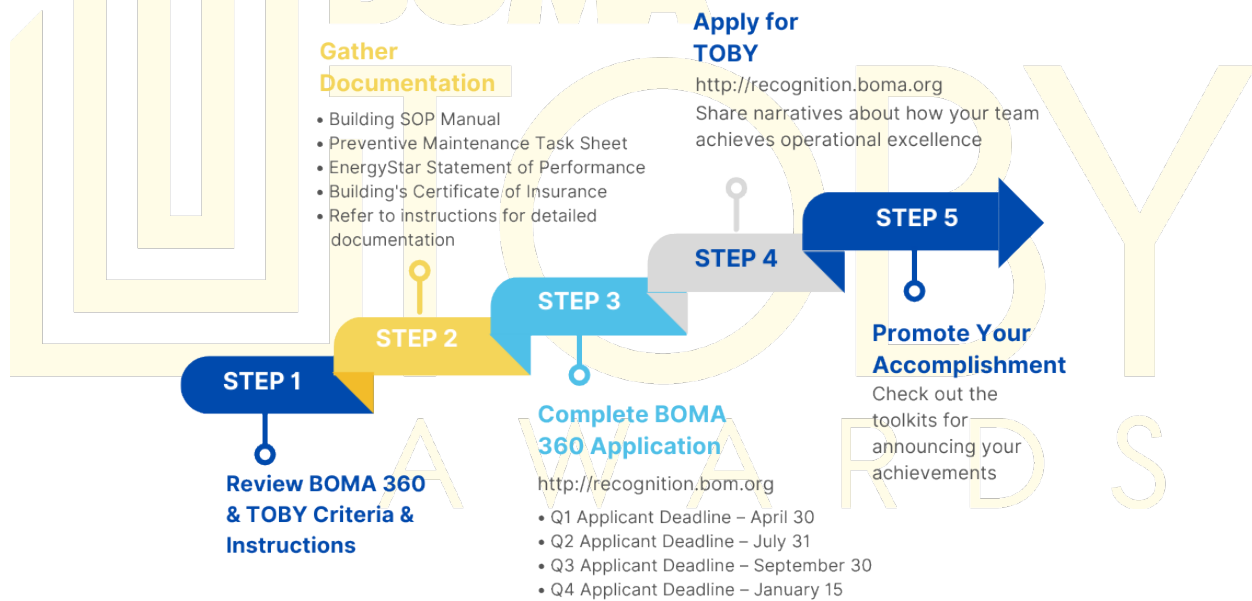 BOMA
TOBY
AWARDS
STEP 1
Review BOMA 360
& TOBY Criteria &
Instructions
STEP 2
Gather
Documentation
• Building SOP Manual
• Preventive Maintenance Task Sheet
• EnergyStar Statement of Performance
• Building's Certificate of Insurance
• Refer to instructions for detailed
documentation
STEP 3
Complete BOMA
360 Application
http://recognition.bom.org
• Q1 Applicant Deadline – April 30
• Q2 Applicant Deadline – July 31
• Q3 Applicant Deadline – September 30
• Q4 Applicant Deadline – January 15
STEP 4
Apply for
TOBY
http://recognition.boma.org
Share narratives about how your team
achieves operational excellence
STEP 5
Promote Your
Accomplishment
Check out the
toolkits for
announcing your
achievements